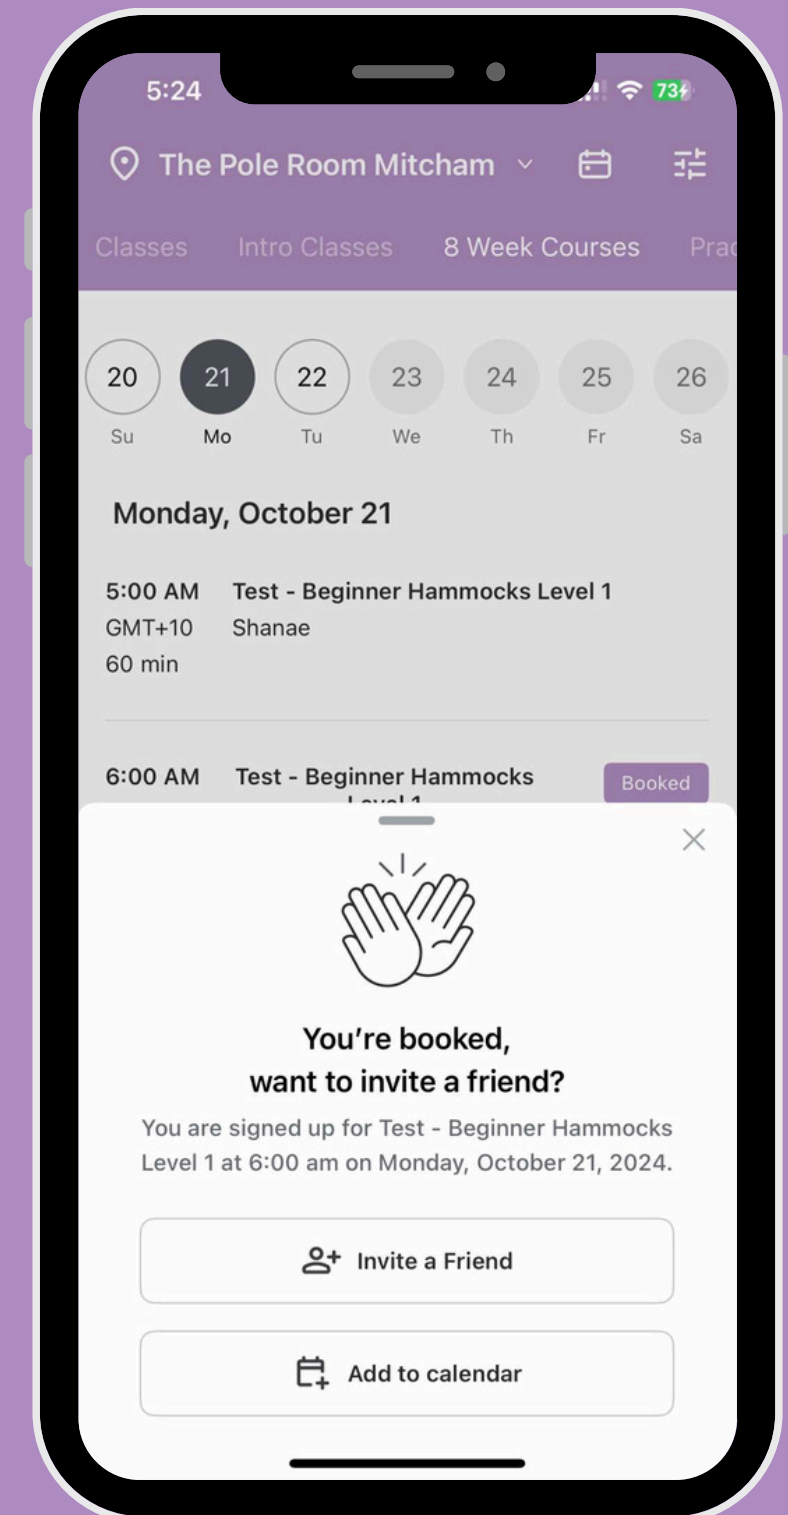 5:24
73
The Pole Room Mitcham
Classes Intro Classes 8 Week Courses Prac
20 21 22 23 24 25 26
Su Mo Tu We Th Fr Sa
Monday, October 21
5:00 AM Test - Beginner Hammocks Level 1
GMT+10 Shanae
60 min
6:00 AM Test - Beginner Hammocks Booked
Level 1
You're booked,
want to invite a friend?
You are signed up for Test - Beginner Hammocks
Level 1 at 6:00 am on Monday, October 21, 2024.
Invite a Friend
Add to calendar